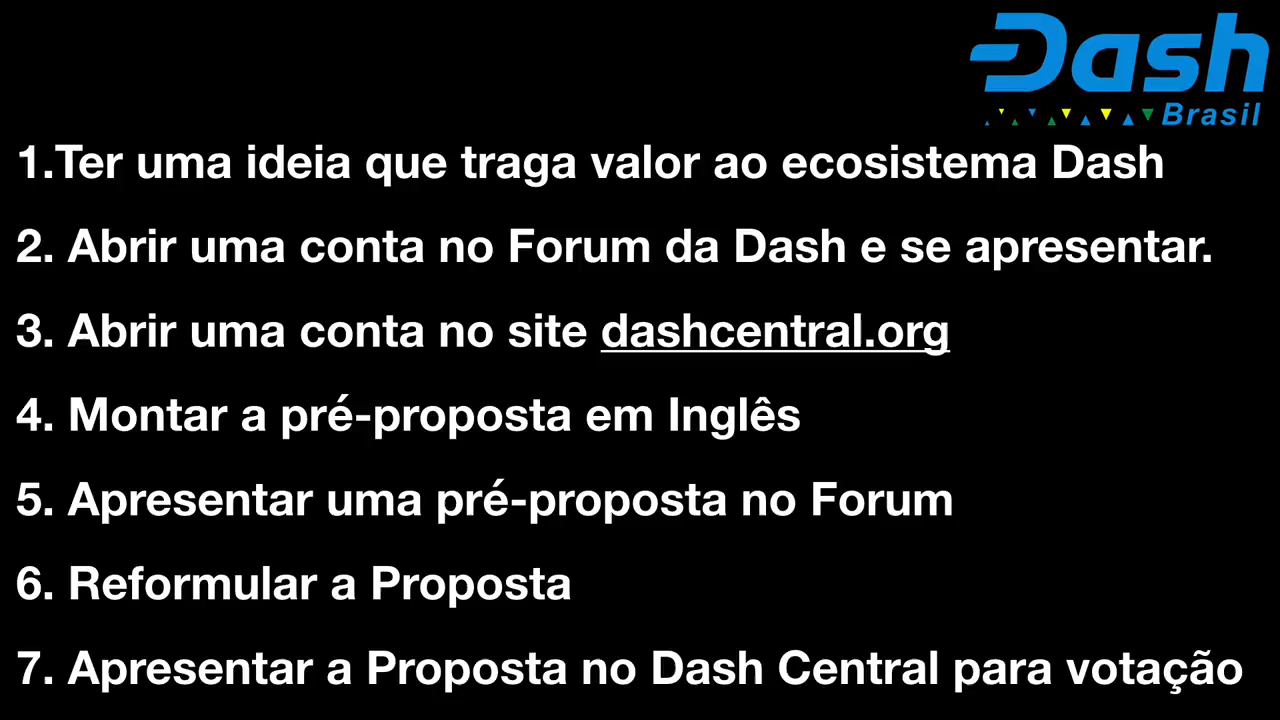 Dash
Brasil
1.Ter uma ideia que traga valor ao ecosistema Dash
2. Abrir uma conta no Forum da Dash e se apresentar.
3. Abrir uma conta no site dashcentral.org
4. Montar a pré-proposta em Inglês
5. Apresentar uma pré-proposta no Forum
6. Reformular a Proposta
7. Apresentar a Proposta no Dash Central para votação